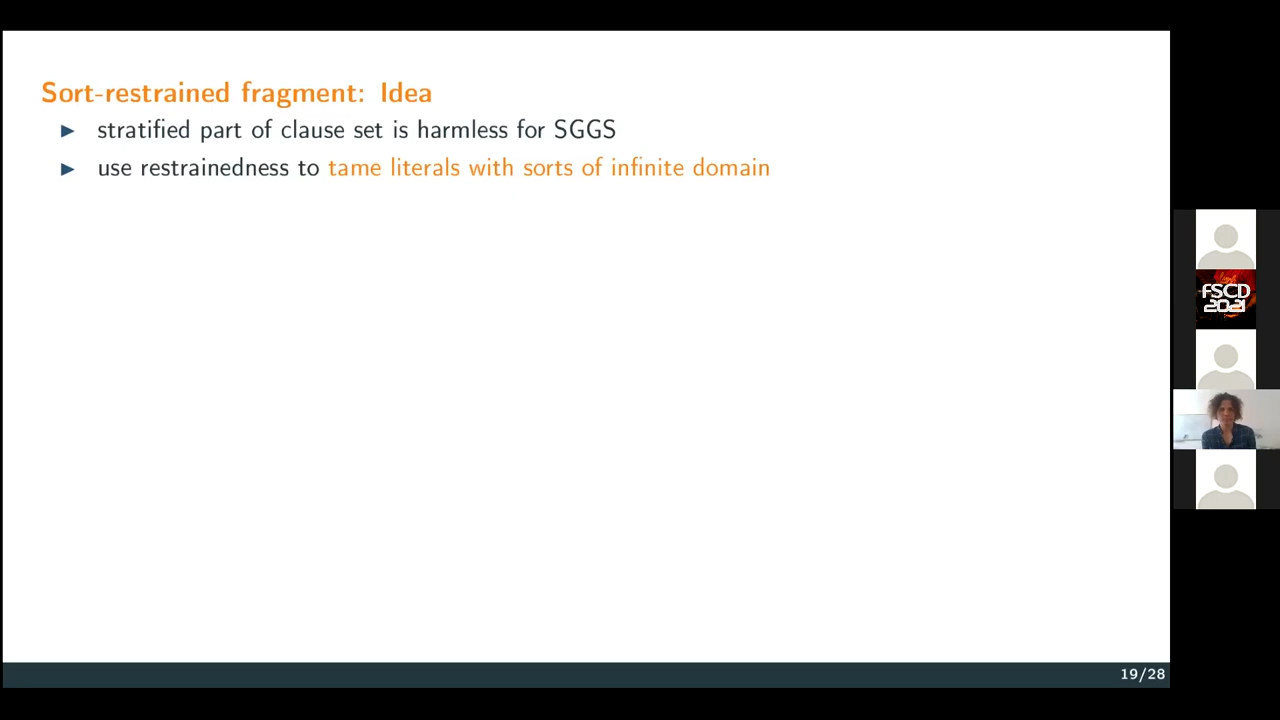 Sort-restrained fragment: Idea
▶ stratified part of clause set is harmless for SGGS
▶ use restrainedness to tame literals with sorts of infinite domain
FSCD
2021
19/28